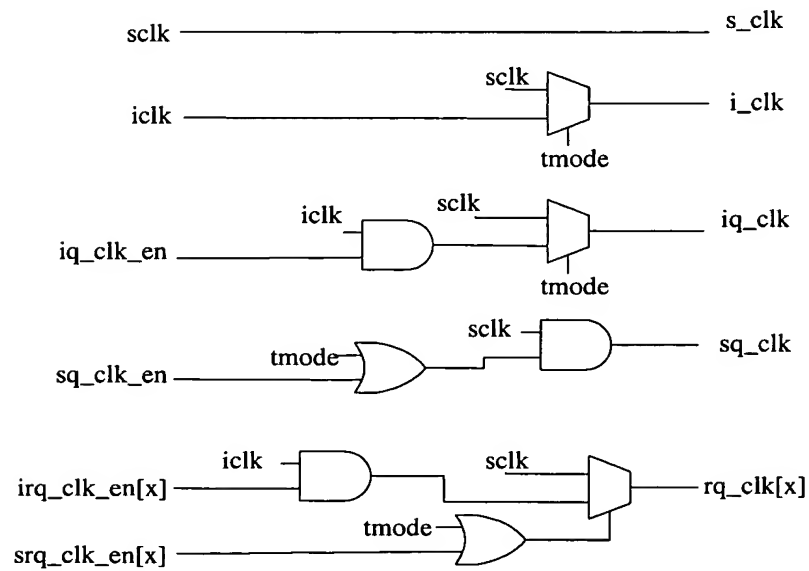 sclk s_clk
sclk
iclk i_clk
tmode
iclk sclk iq_clk
iq_clk_en
tmode
sclk sq_clk
tmode
sq_clk_en
iclk sclk
irq_clk_en[x] rq_clk[x]
tmode
srq_clk_en[x]